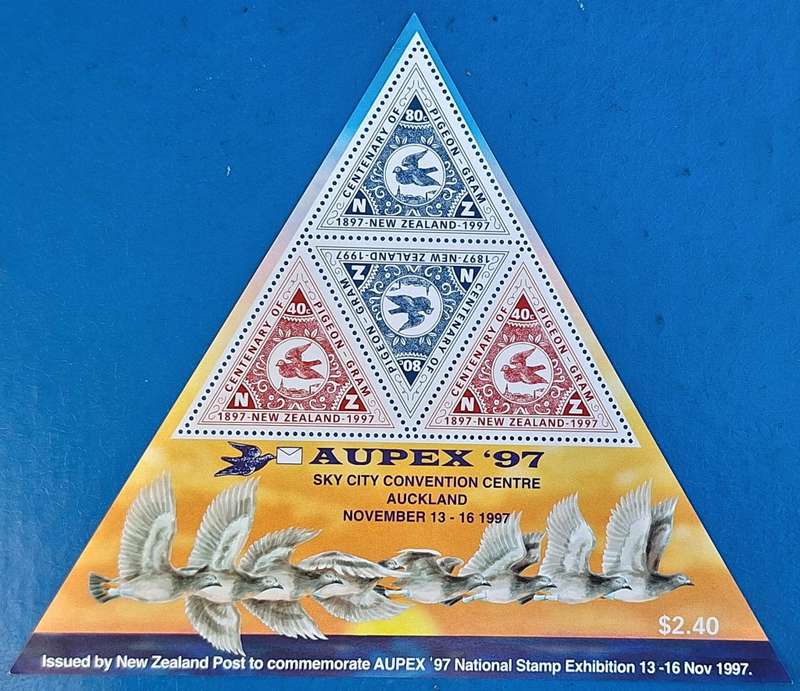 80c
CENTENARY OF PIGEON-GRAM
N Z
1897-NEW ZEALAND-1997
1897-NEW ZEALAND-1997
N Z
CENTENARY OF PIGEON GRAM
80c
40c
CENTENARY OF PIGEON-GRAM
N Z
1897-NEW ZEALAND-1997
40c
CENTENARY OF PIGEON-GRAM
N Z
1897-NEW ZEALAND-1997
AUPEX '97
SKY CITY CONVENTION CENTRE
AUCKLAND
NOVEMBER 13 - 16 1997
$2.40
Issued by New Zealand Post to commemorate AUPEX '97 National Stamp Exhibition 13 -16 Nov 1997.